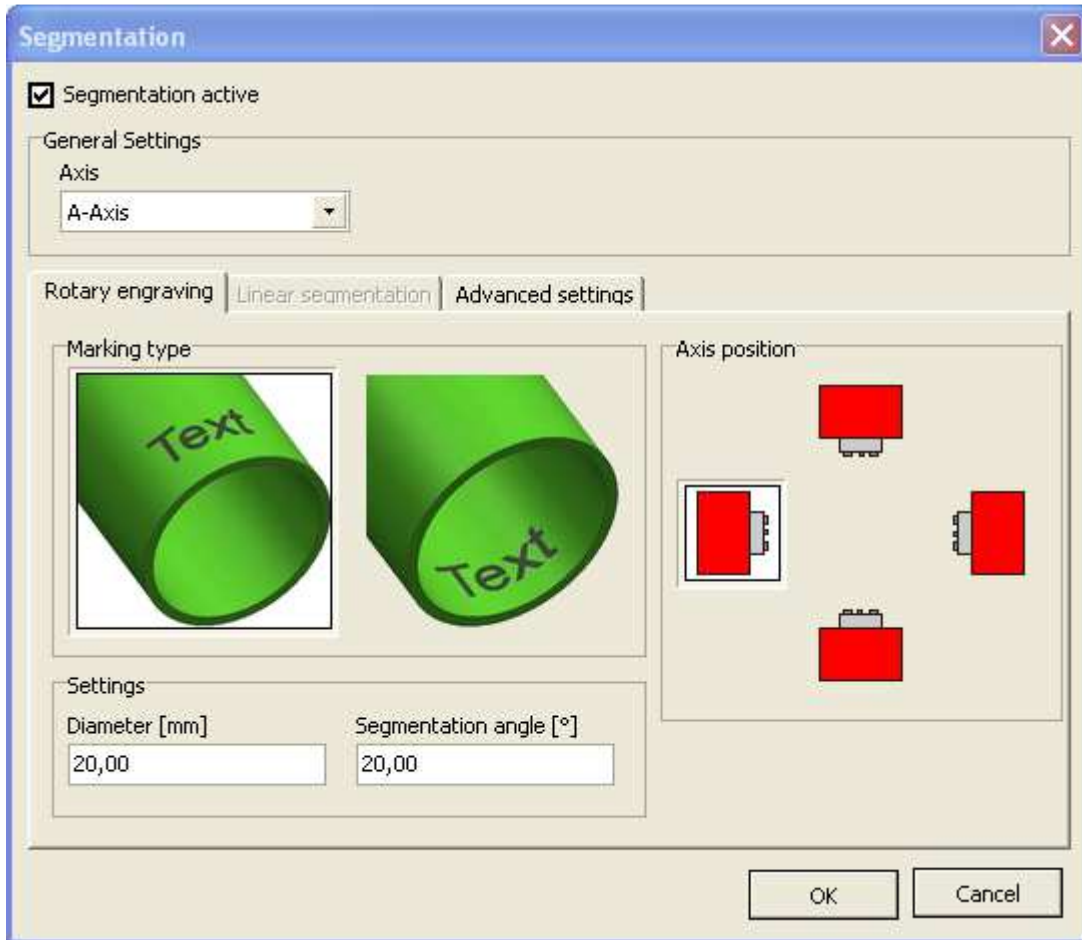 Segmentation
Segmentation active
General Settings
Axis
A-Axis
Rotary engraving
Linear segmentation
Advanced settings
Marking type
Axis position
Text
Text
Settings
Diameter [mm]
Segmentation angle [°]
20,00
20,00
OK
Cancel